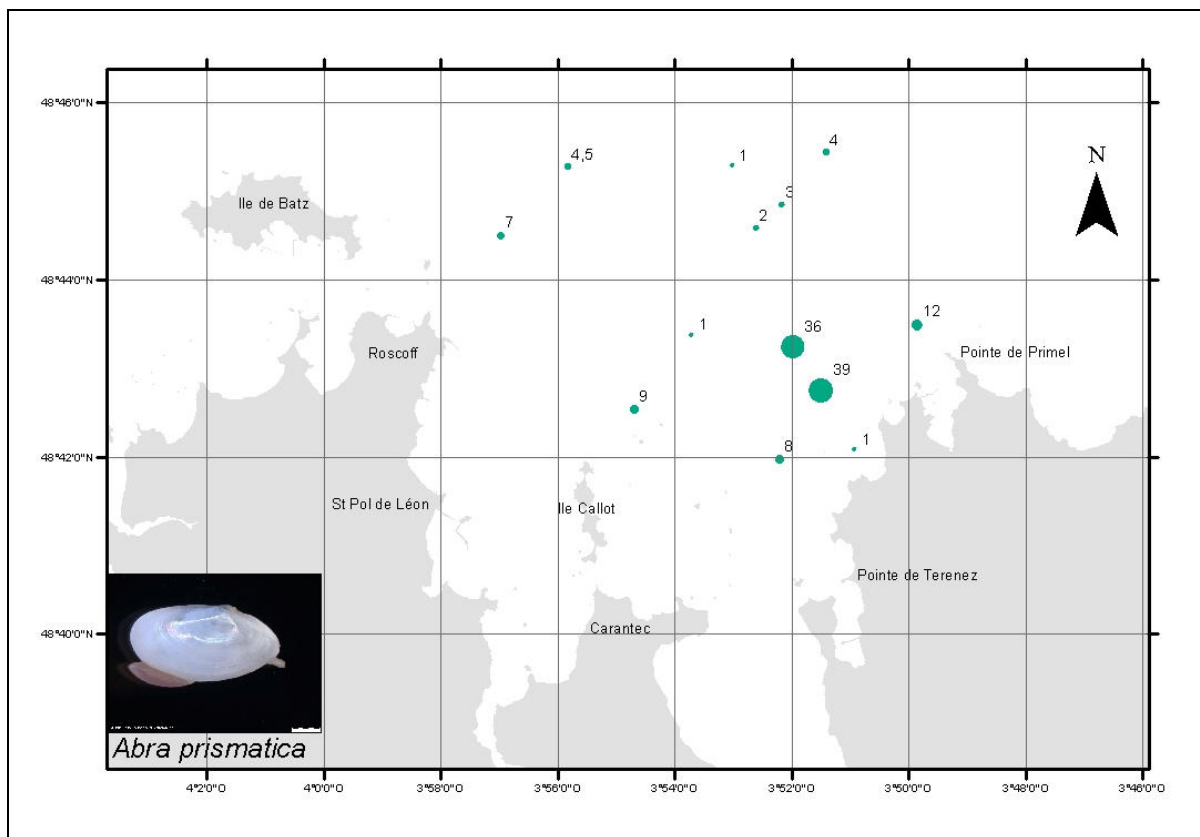 48°46'0"N
4
N
4,5
1
3
Ile de Batz
2
7
48°44'0"N
12
1
36
Roscoff
Pointe de Primel
39
9
8
1
48°42'0"N
St Pol de Léon
Ile Callot
Pointe de Terenez
Carantec
48°40'0"N
Abra prismatica
4°2'0"O
4°0'0"O
3°58'0"O
3°56'0"O
3°54'0"O
3°52'0"O
3°50'0"O
3°48'0"O
3°46'0"O